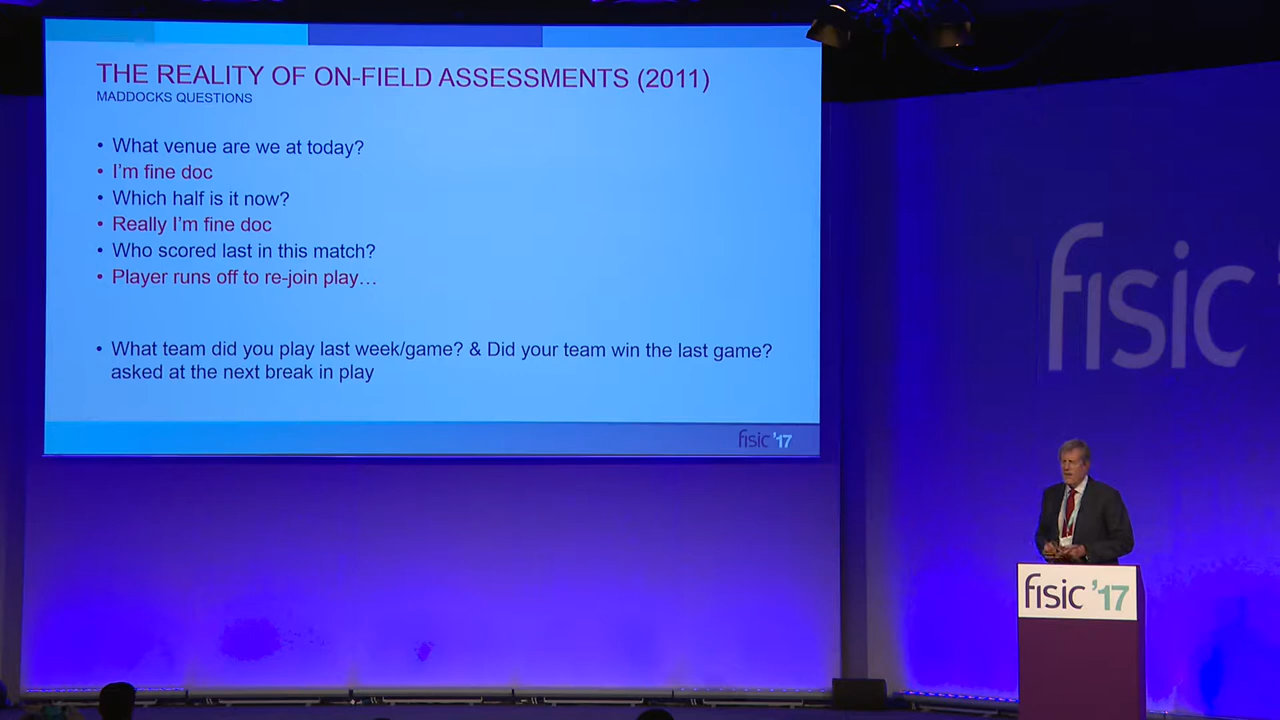 THE REALITY OF ON-FIELD ASSESSMENTS (2011)
MADDOCKS QUESTIONS
• What venue are we at today?
• I'm fine doc
• Which half is it now?
• Really I'm fine doc
• Who scored last in this match?
• Player runs off to re-join play…
• What team did you play last week/game? & Did your team win the last game?
asked at the next break in play
fisic '17
fisic '
fisic '17